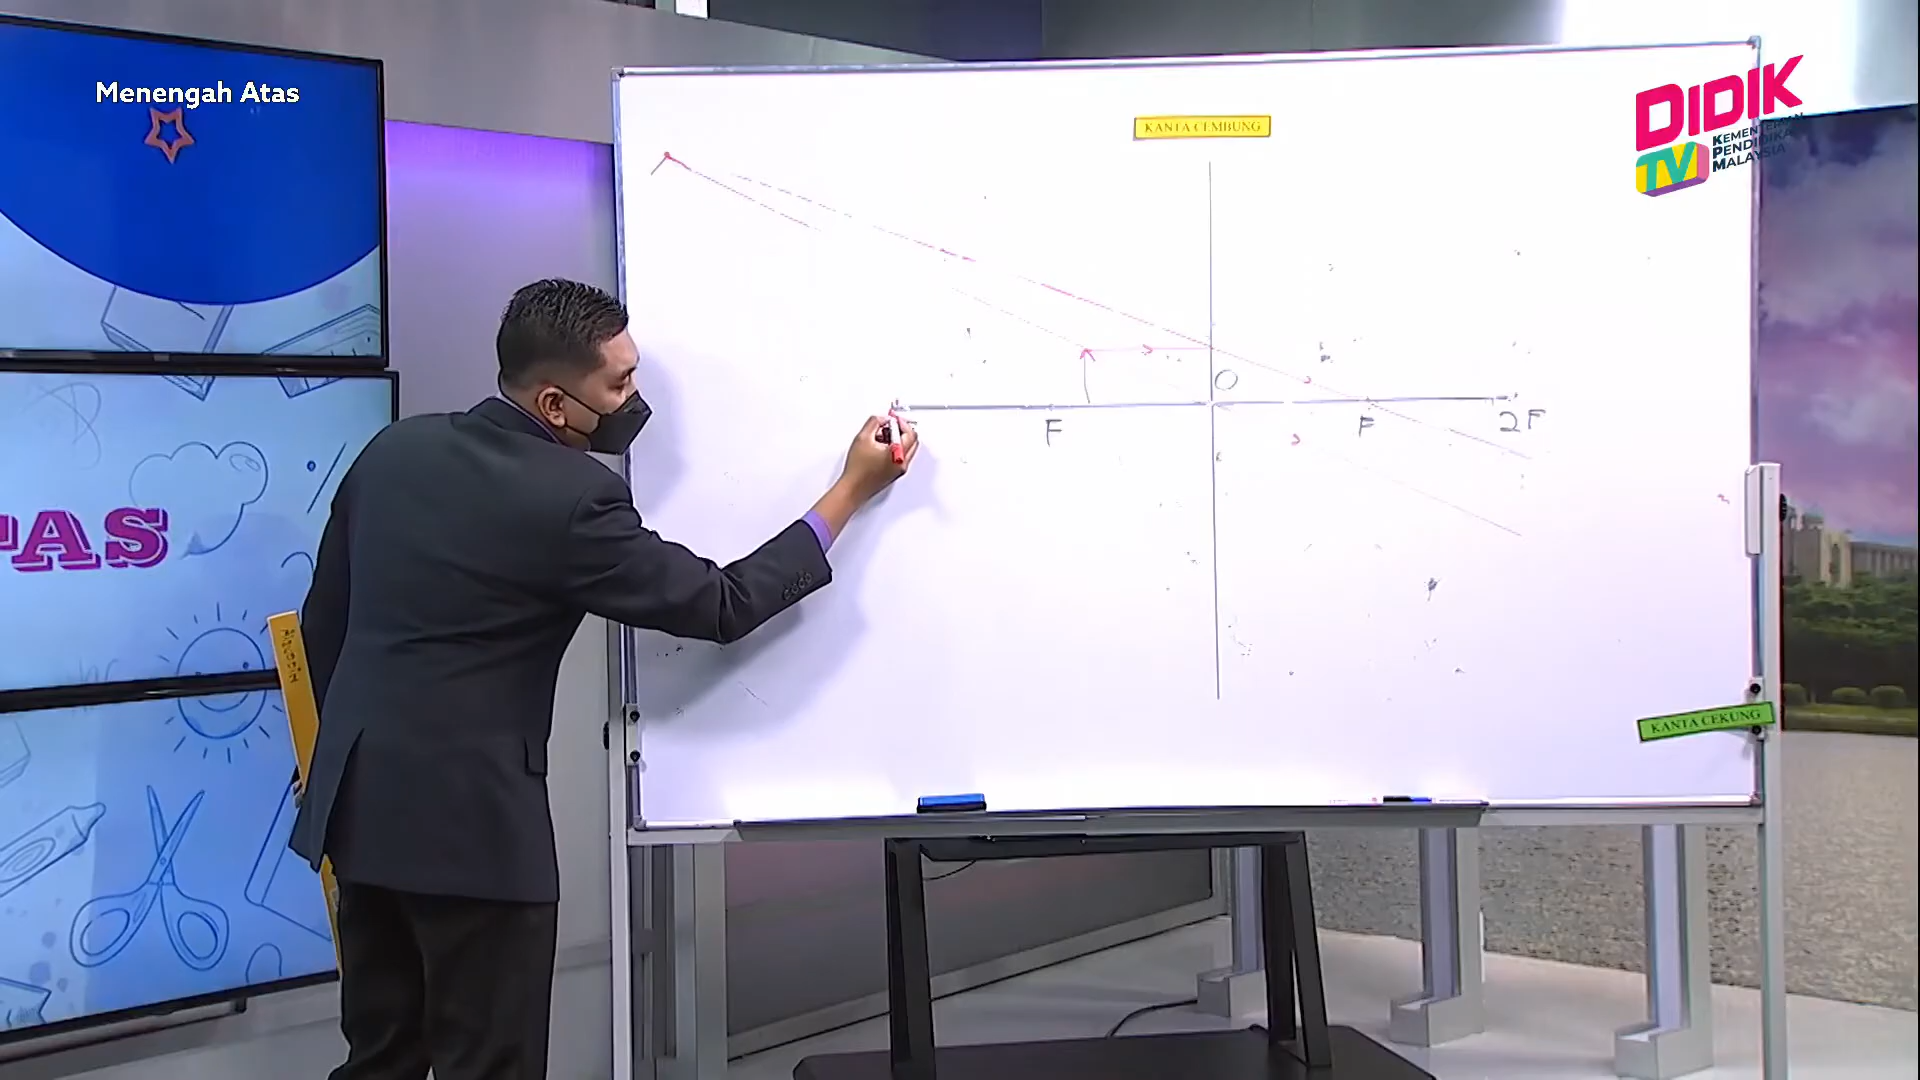 Menengah Atas
KANTA CEMBUNG
DIDIK
TV
KEMENTERIAN
PENDIDIKAN
MALAYSIA
O
F
F
2F
AS
KANTA CEKUNG